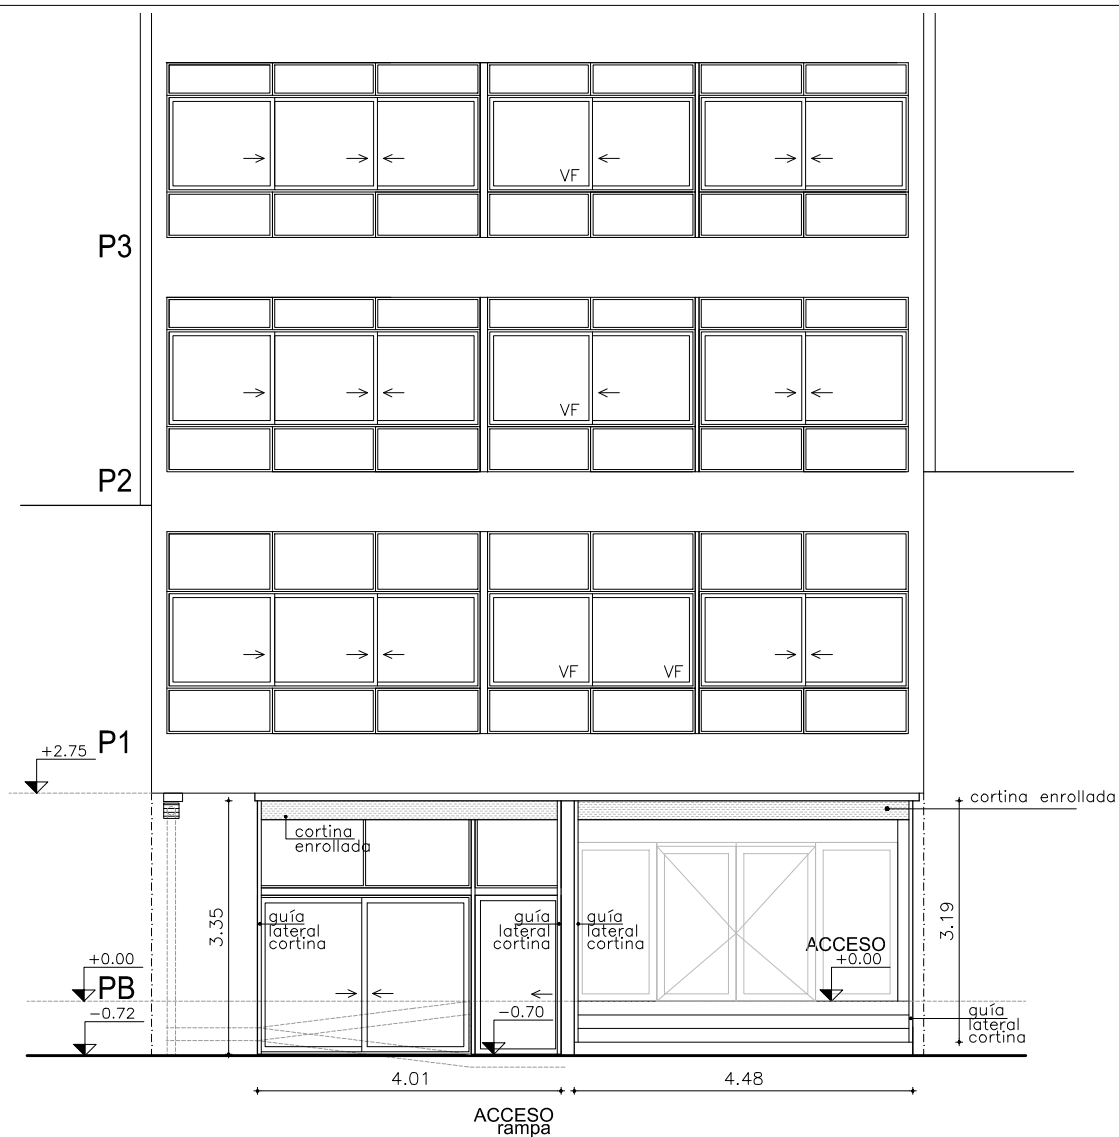 VF
P3
VF
P2
VF VF
P1
+2.75
cortina enrollada
cortina
enrollada
3.35
guía
lateral
cortina
guía
lateral
cortina
guía
lateral
cortina
3.19
ACCESO
+0.00
+0.00
PB
-0.72
-0.70
guía
lateral
cortina
4.01
4.48
ACCESO
rampa